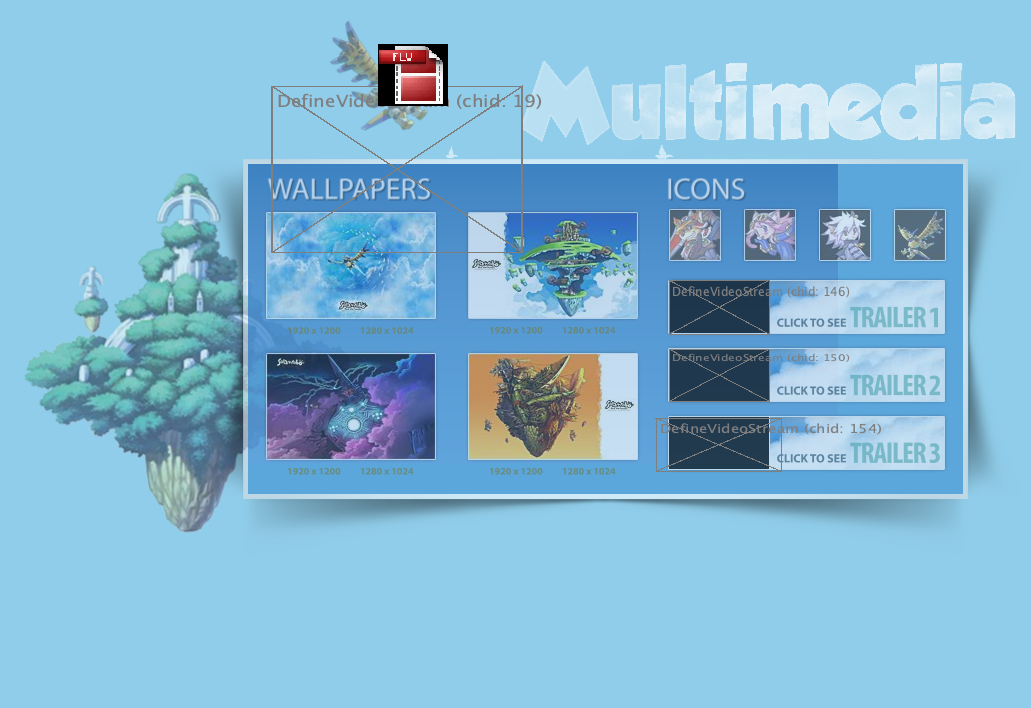 FLV
DefineVide (chid: 19)
Multimedia
WALLPAPERS
ICONS
1920 x 1200 1280 x 1024
1920 x 1200 1280 x 1024
1920 x 1200 1280 x 1024
1920 x 1200 1280 x 1024
DefineVideoStream (chid: 146)
CLICK TO SEE TRAILER 1
DefineVideoStream (chid: 150)
CLICK TO SEE TRAILER 2
DefineVideoStream (chid: 154)
CLICK TO SEE TRAILER 3